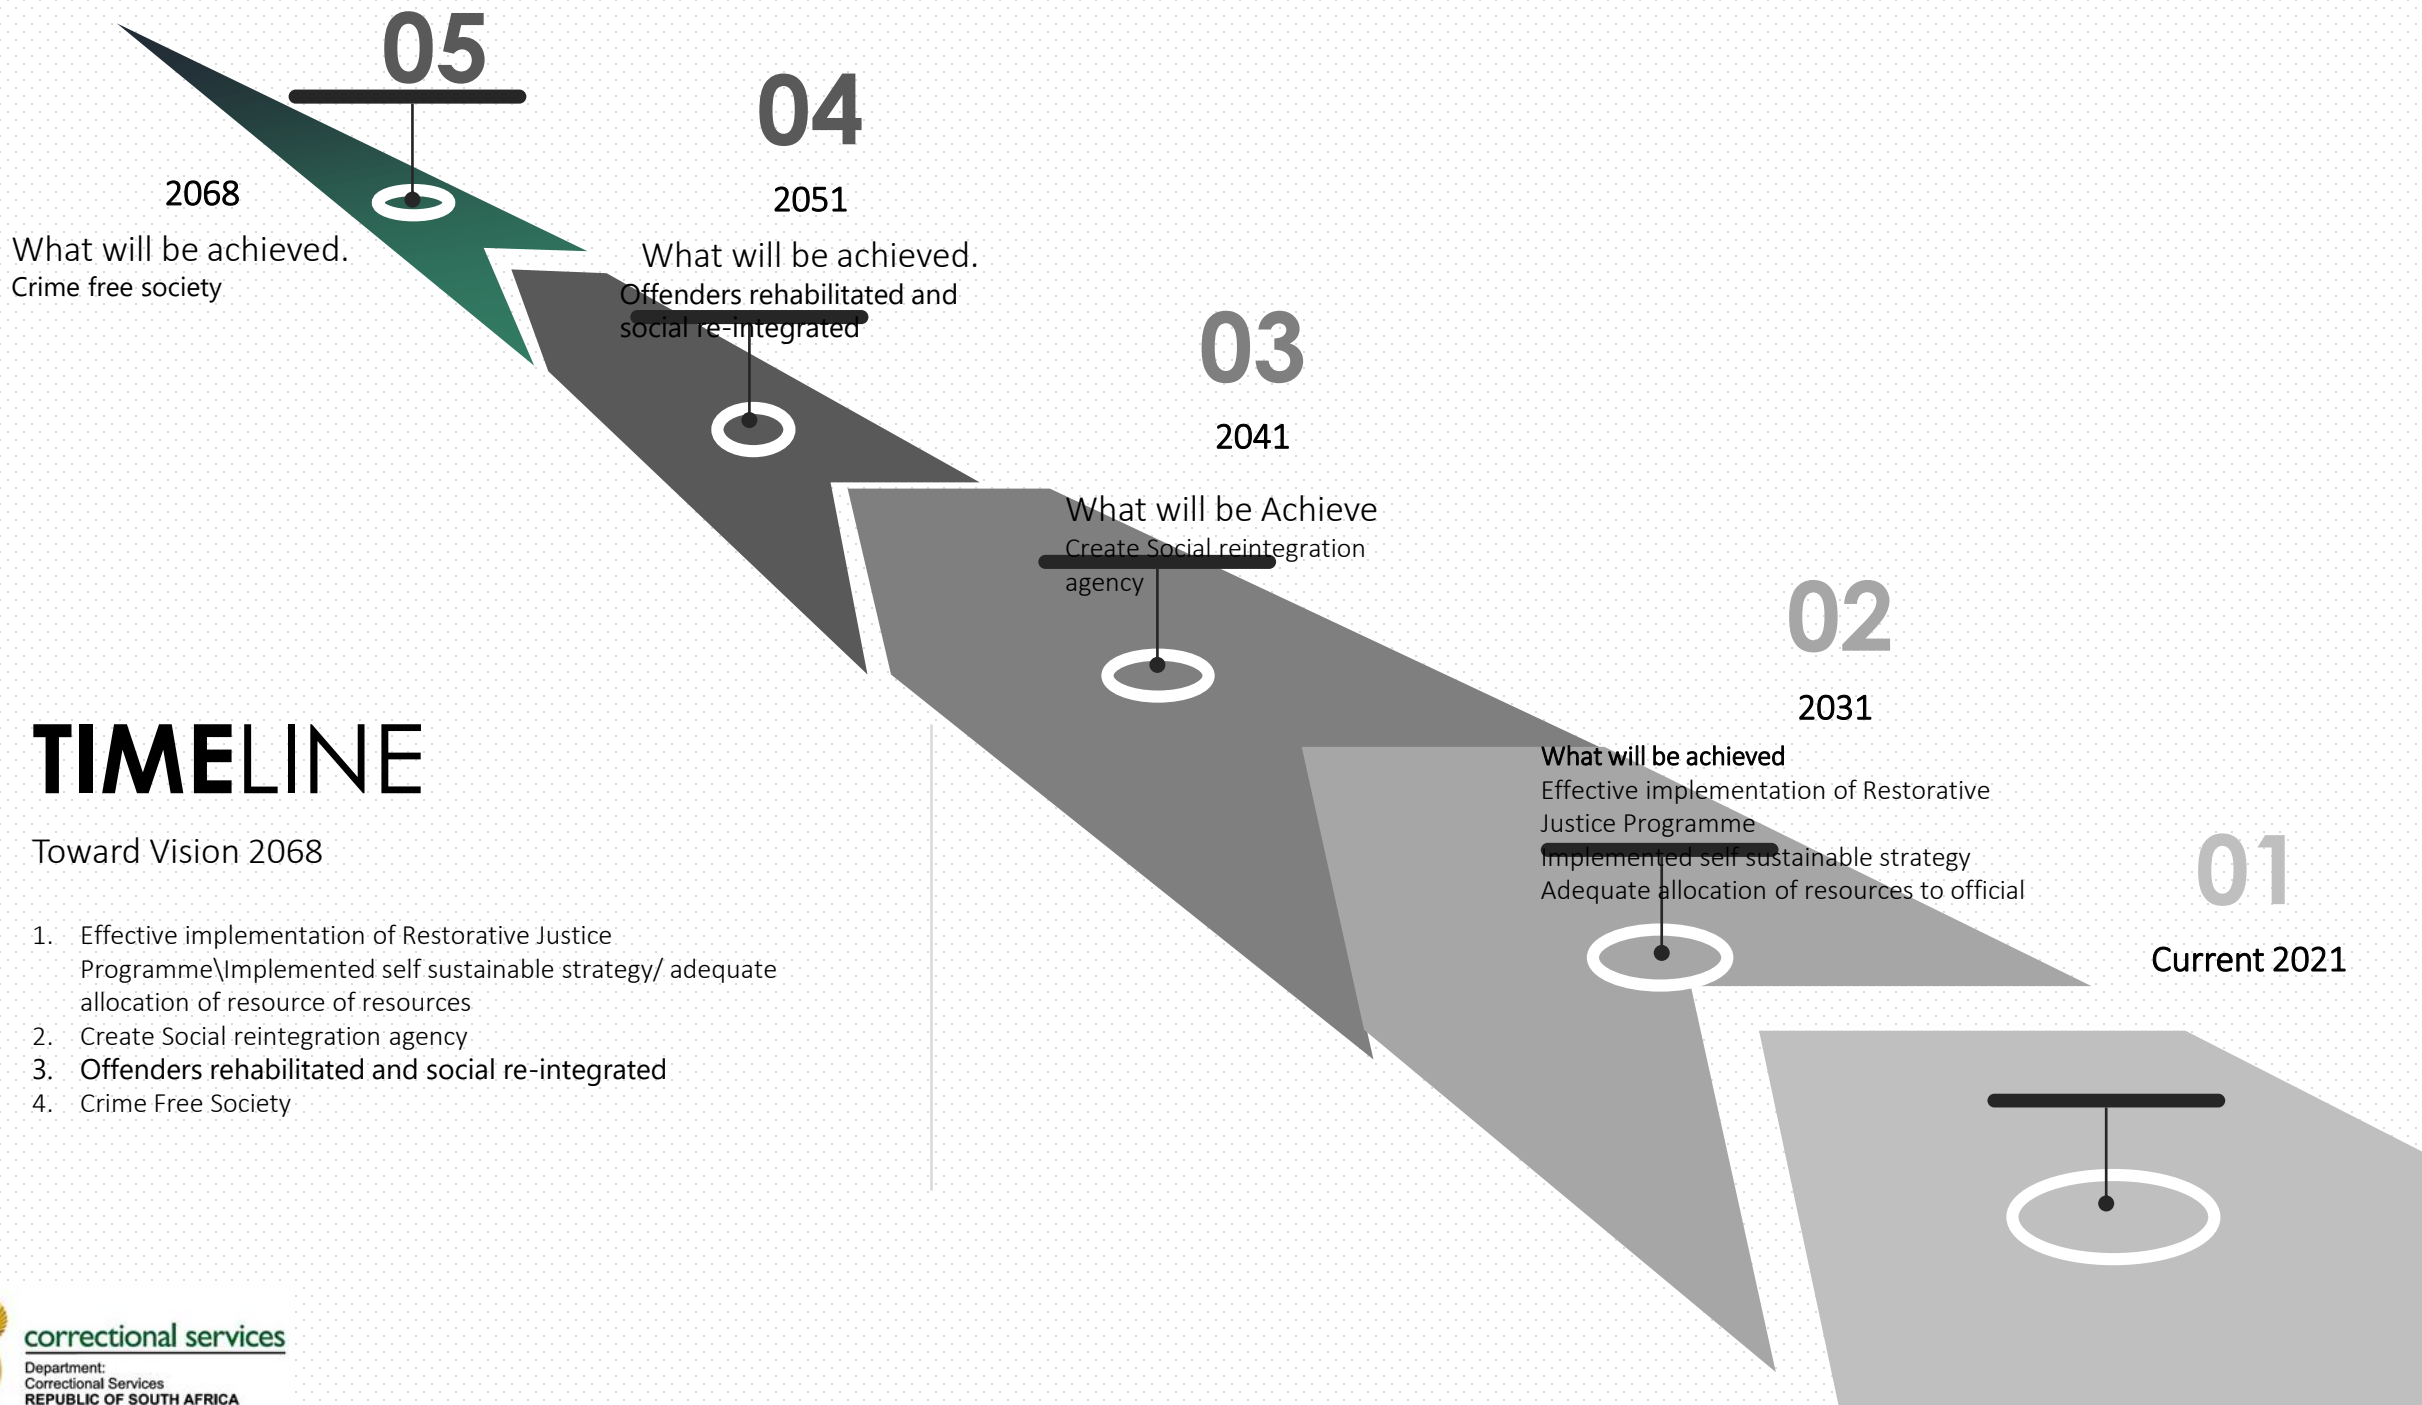 05
2068
What will be achieved.
Crime free society
04
2051
What will be achieved.
Offenders rehabilitated and
social re-integrated
03
2041
What will be Achieve
Create Social reintegration
agency
02
2031
What will be achieved
Effective implementation of Restorative
Justice Programme
Implemented self sustainable strategy
Adequate allocation of resources to official
01
Current 2021
TIMELINE
Toward Vision 2068
1. Effective implementation of Restorative Justice
Programme\Implemented self sustainable strategy/ adequate
allocation of resource of resources
2. Create Social reintegration agency
3. Offenders rehabilitated and social re-integrated
4. Crime Free Society
correctional services
Department:
Correctional Services
REPUBLIC OF SOUTH AFRICA